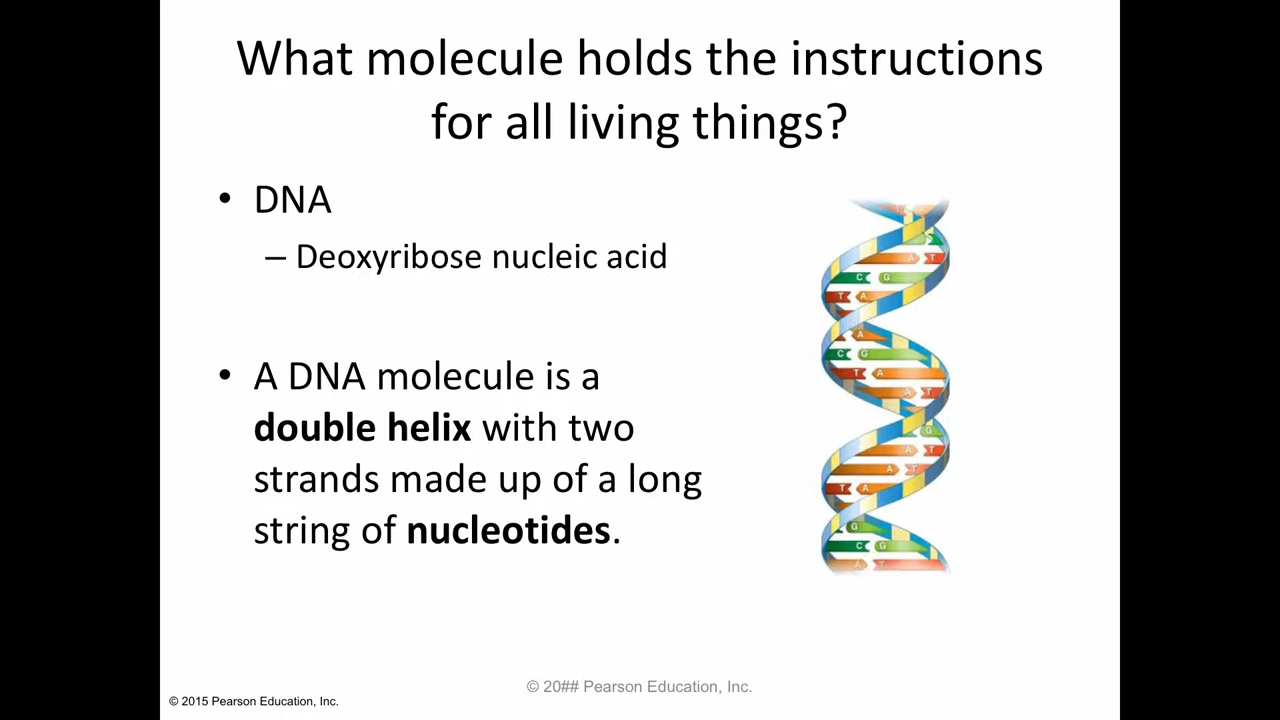 What molecule holds the instructions
for all living things?
• DNA
– Deoxyribose nucleic acid
• A DNA molecule is a
double helix with two
strands made up of a long
string of nucleotides.
A T
C G
T A
A
C G
T A
A T
G
A T
A T
T A
G
C G
A T
© 20## Pearson Education, Inc.
© 2015 Pearson Education, Inc.